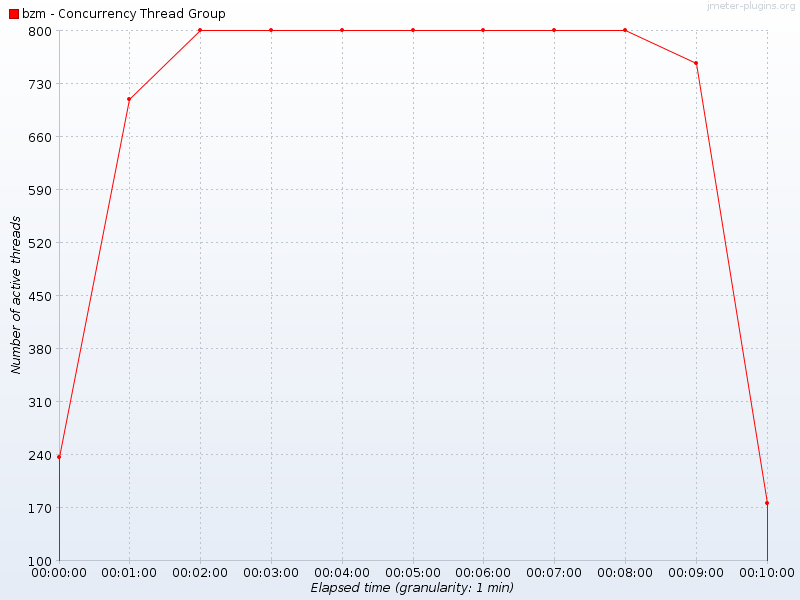 jmeter-plugins.org
bzm - Concurrency Thread Group
800
730
660
590
520
450
380
310
240
170
100
Number of active threads
00:00:00 00:01:00 00:02:00 00:03:00 00:04:00 00:05:00 00:06:00 00:07:00 00:08:00 00:09:00 00:10:00
Elapsed time (granularity: 1 min)